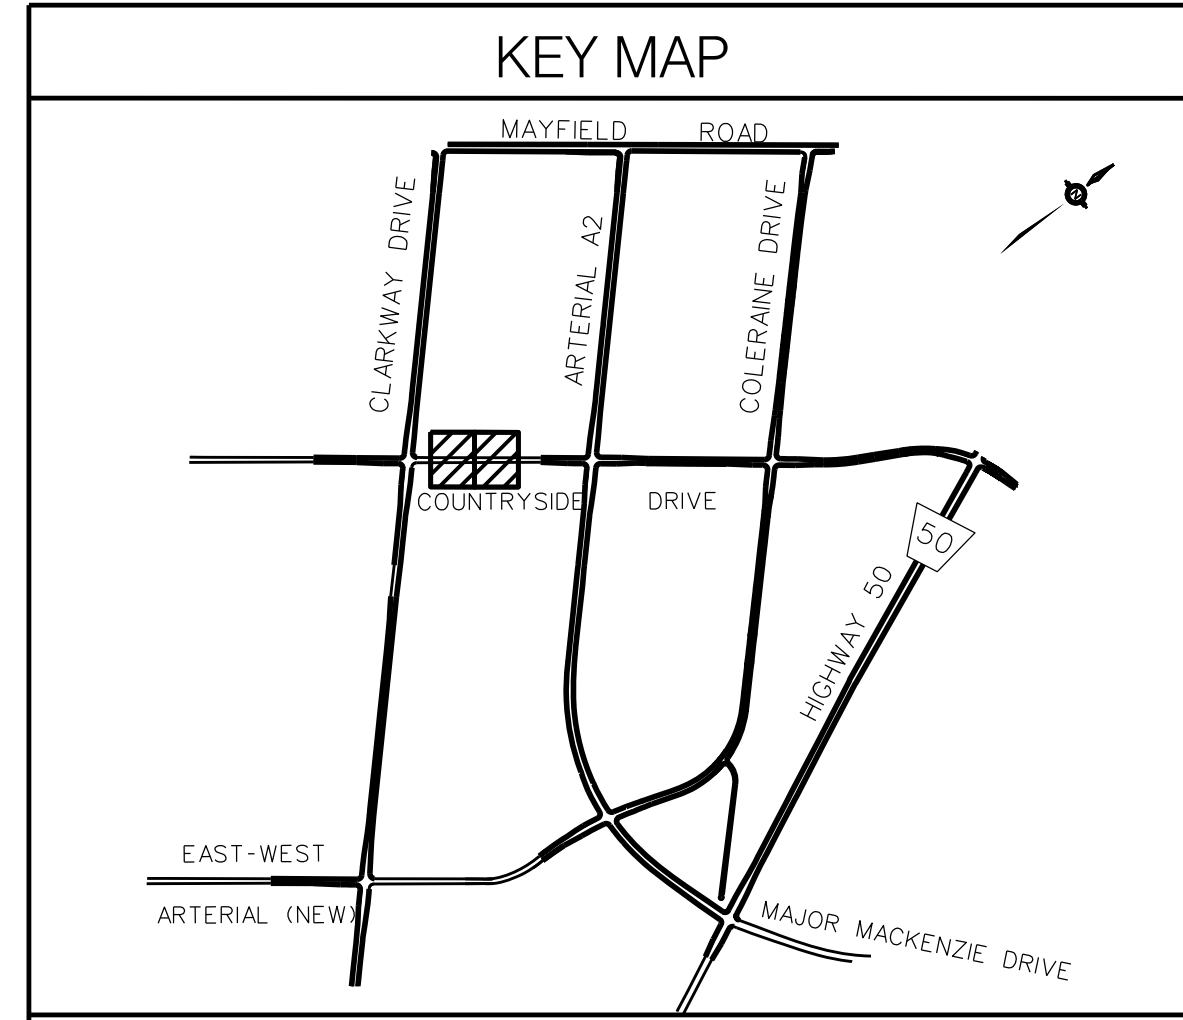 KEY MAP
MAYFIELD ROAD
CLARKWAY DRIVE
ARTERIAL A2
COLERAINE DRIVE
N
COUNTRYSIDE DRIVE
50
HIGHWAY 50
EAST-WEST
ARTERIAL (NEW)
MAJOR MACKENZIE DRIVE